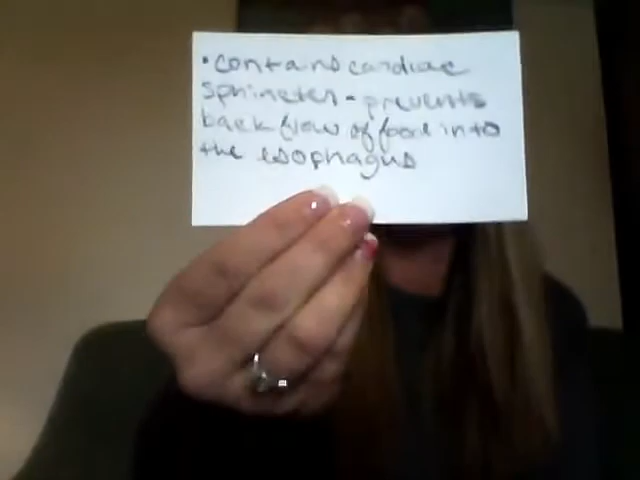 • contains cardiac
sphincter - prevents
back flow of food into
the esophagus